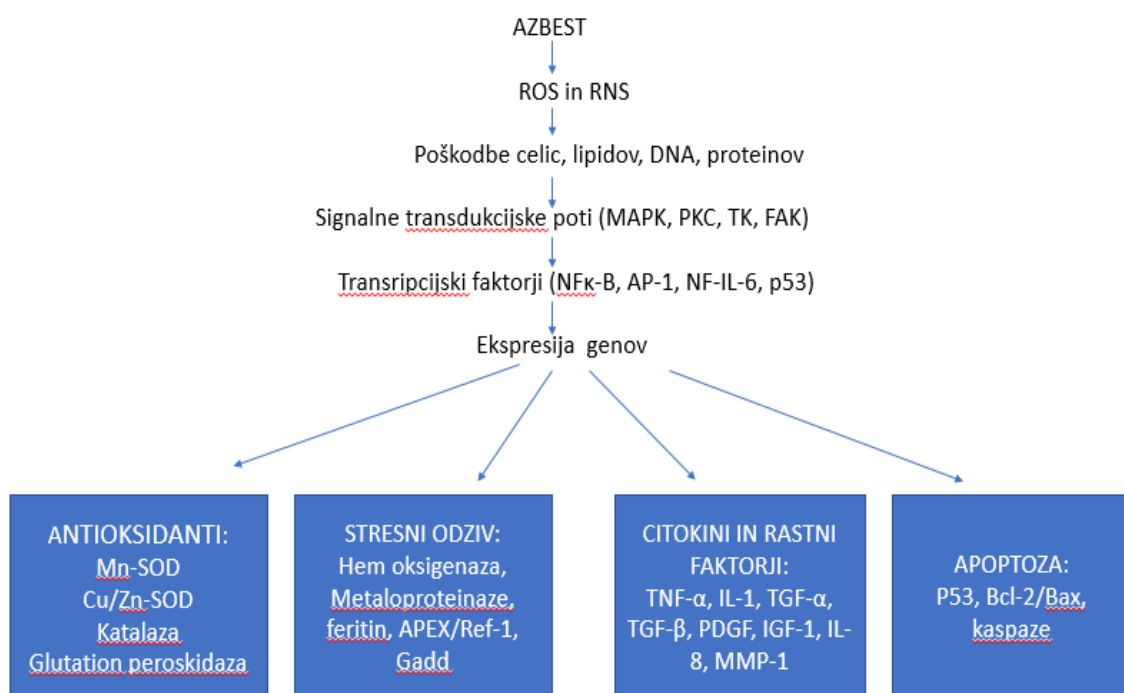 AZBEST
ROS in RNS
Poškodbe celic, lipidov, DNA, proteinov
Signalne transdukcijske poti (MAPK, PKC, TK, FAK)
Transripcijski faktorji (NFκ-B, AP-1, NF-IL-6, p53)
Ekspresija genov
ANTIOKSIDANTI:
Mn-SOD
Cu/Zn-SOD
Katalaza
Glutation peroskidaza
STRESNI ODZIV:
Hem oksigenaza,
Metaloproteinaze,
feritin, APEX/Ref-1,
Gadd
CITOKINI IN RASTNI
FAKTORJI:
TNF-α, IL-1, TGF-α,
TGF-β, PDGF, IGF-1, IL-
8, MMP-1
APOPTOZA:
P53, Bcl-2/Bax,
kaspaze